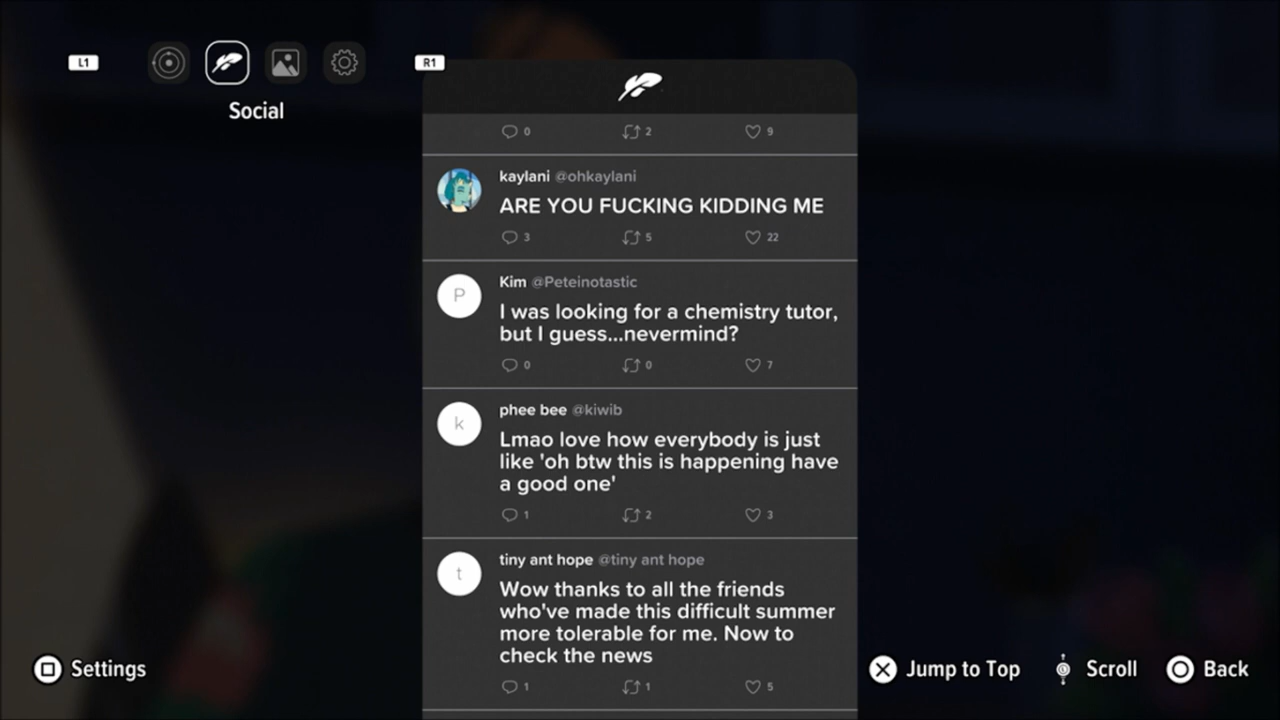 L1
R1
Social
0 2 9
kaylani @ohkaylani
ARE YOU FUCKING KIDDING ME
3 5 22
P
Kim @Peteinotastic
I was looking for a chemistry tutor,
but I guess...nevermind?
0 0 7
k
phee bee @kiwib
Lmao love how everybody is just
like 'oh btw this is happening have
a good one'
1 2 3
t
tiny ant hope @tiny ant hope
Wow thanks to all the friends
who've made this difficult summer
more tolerable for me. Now to
check the news
1 1 5
Settings
Jump to Top
Scroll
Back